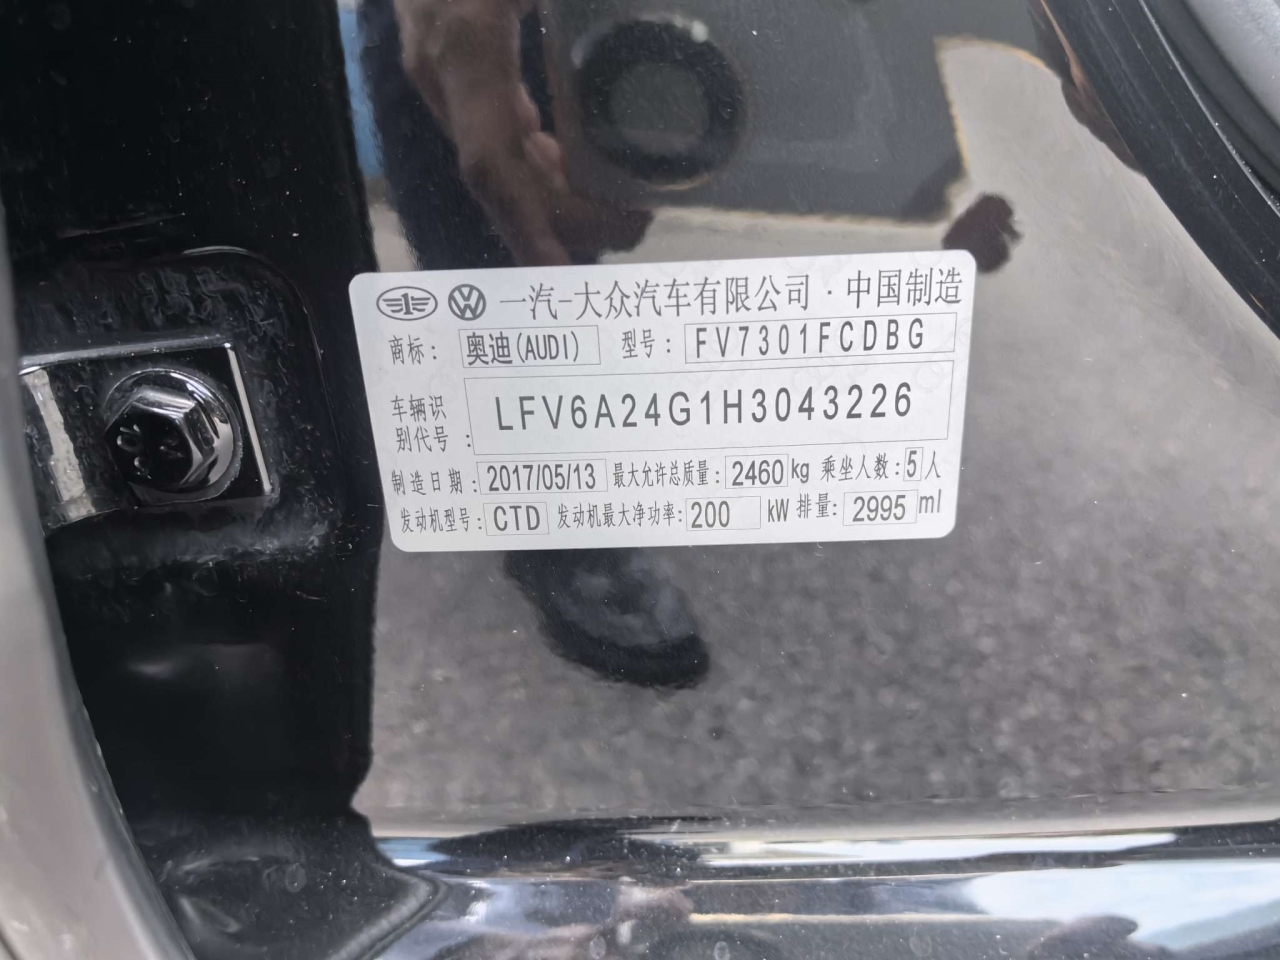 一汽-大众汽车有限公司·中国制造
商标: 奥迪(AUDI) 型号: FV7301FCDBG
车辆识
别代号: LFV6A24G1H3043226
制造日期: 2017/05/13 最大允许总质量: 2460 kg 乘坐人数: 5人
发动机型号: CTD 发动机最大净功率: 200 kW 排量: 2995 ml